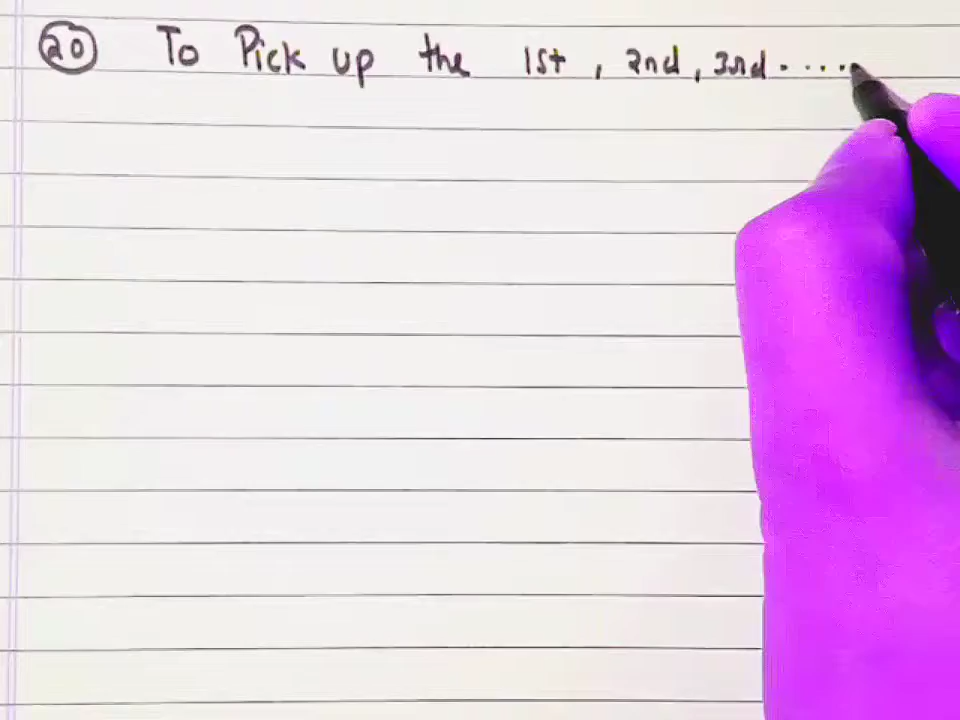 20 To Pick up the 1st, 2nd, 3rd.....